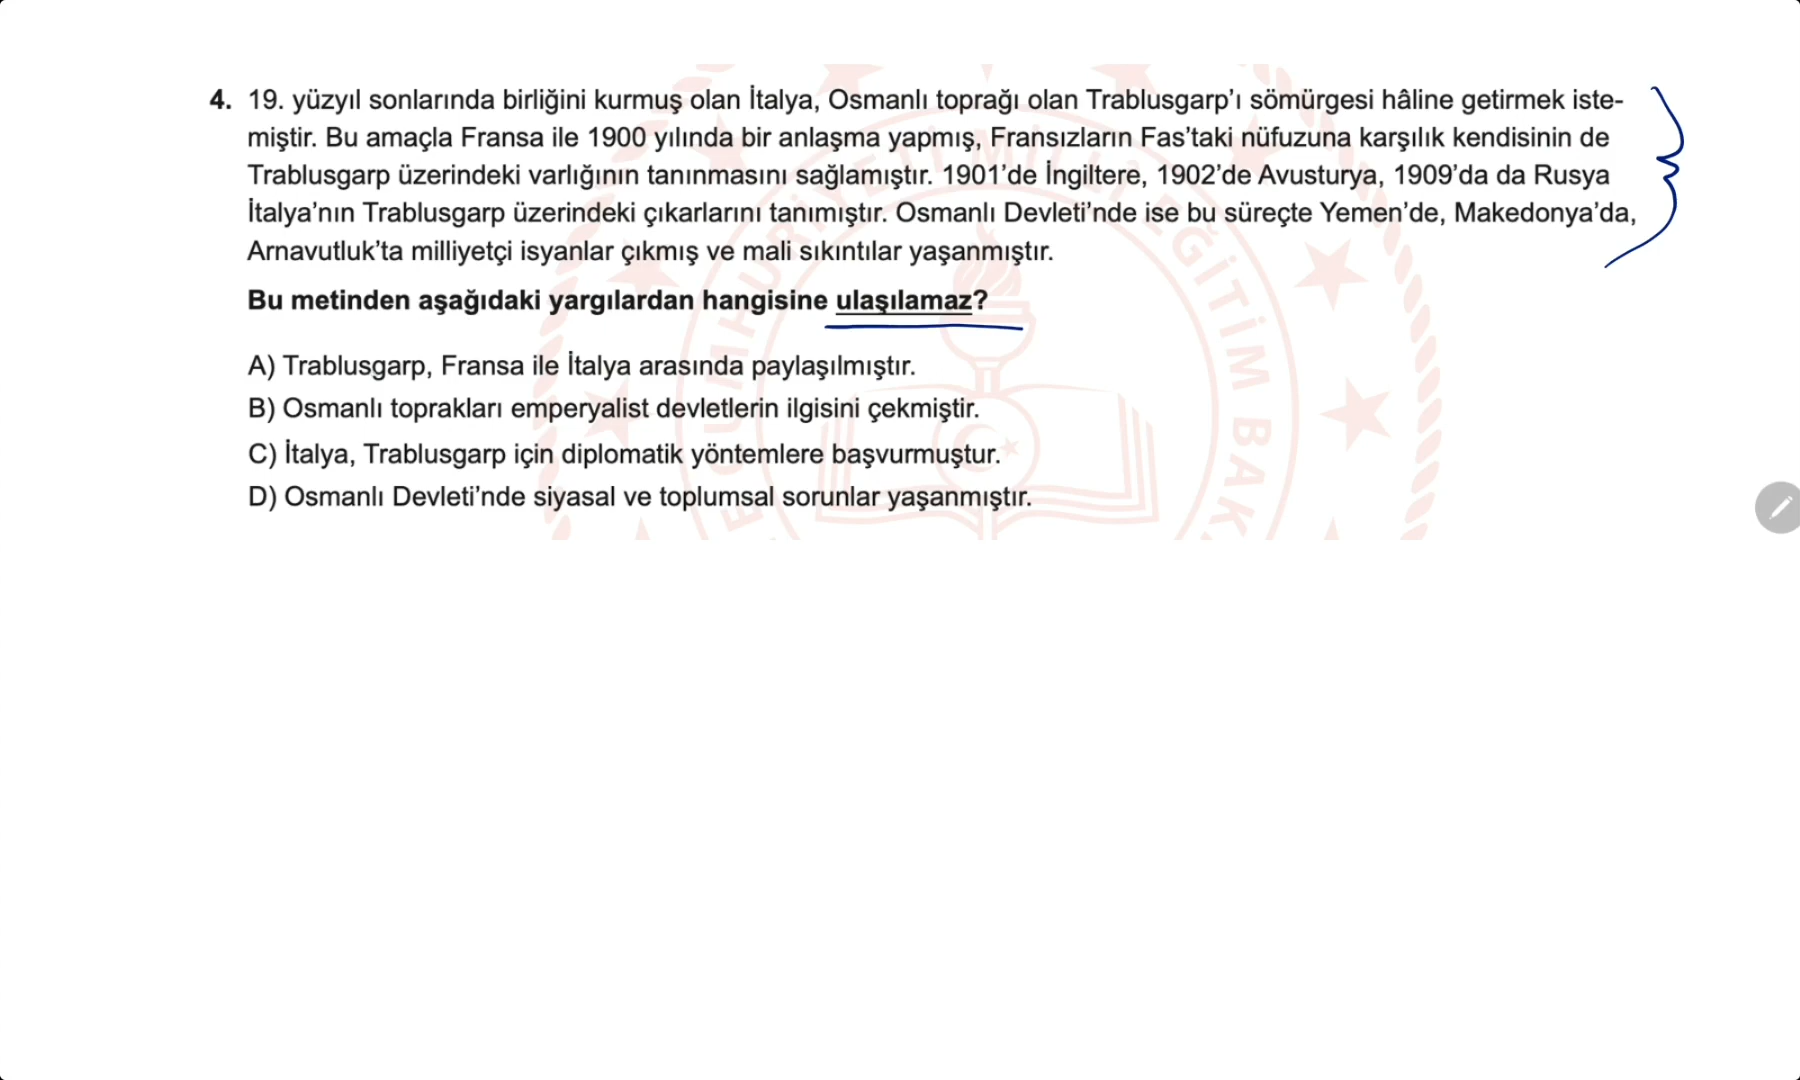 4. 19. yüzyıl sonlarında birliğini kurmuş olan İtalya, Osmanlı toprağı olan Trablusgarp’ı sömürgesi hâline getirmek iste-
miştir. Bu amaçla Fransa ile 1900 yılında bir anlaşma yapmış, Fransızların Fas’taki nüfuzuna karşılık kendisinin de
Trablusgarp üzerindeki varlığının tanınmasını sağlamıştır. 1901’de İngiltere, 1902’de Avusturya, 1909’da da Rusya
İtalya’nın Trablusgarp üzerindeki çıkarlarını tanımıştır. Osmanlı Devleti’nde ise bu süreçte Yemen’de, Makedonya’da,
Arnavutluk’ta milliyetçi isyanlar çıkmış ve mali sıkıntılar yaşanmıştır.
Bu metinden aşağıdaki yargılardan hangisine ulaşılamaz?
A) Trablusgarp, Fransa ile İtalya arasında paylaşılmıştır.
B) Osmanlı toprakları emperyalist devletlerin ilgisini çekmiştir.
C) İtalya, Trablusgarp için diplomatik yöntemlere başvurmuştur.
D) Osmanlı Devleti’nde siyasal ve toplumsal sorunlar yaşanmıştır.